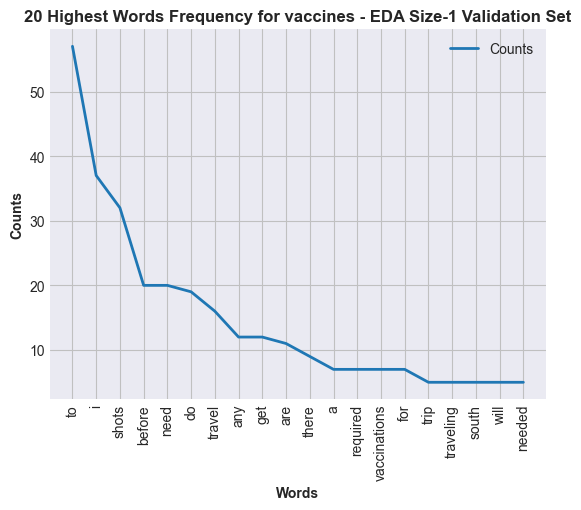 20 Highest Words Frequency for vaccines - EDA Size-1 Validation Set
Counts
Counts
50
40
30
20
10
to
i
shots
before
need
do
travel
any
get
are
there
a
required
vaccinations
for
trip
traveling
south
will
needed
Words